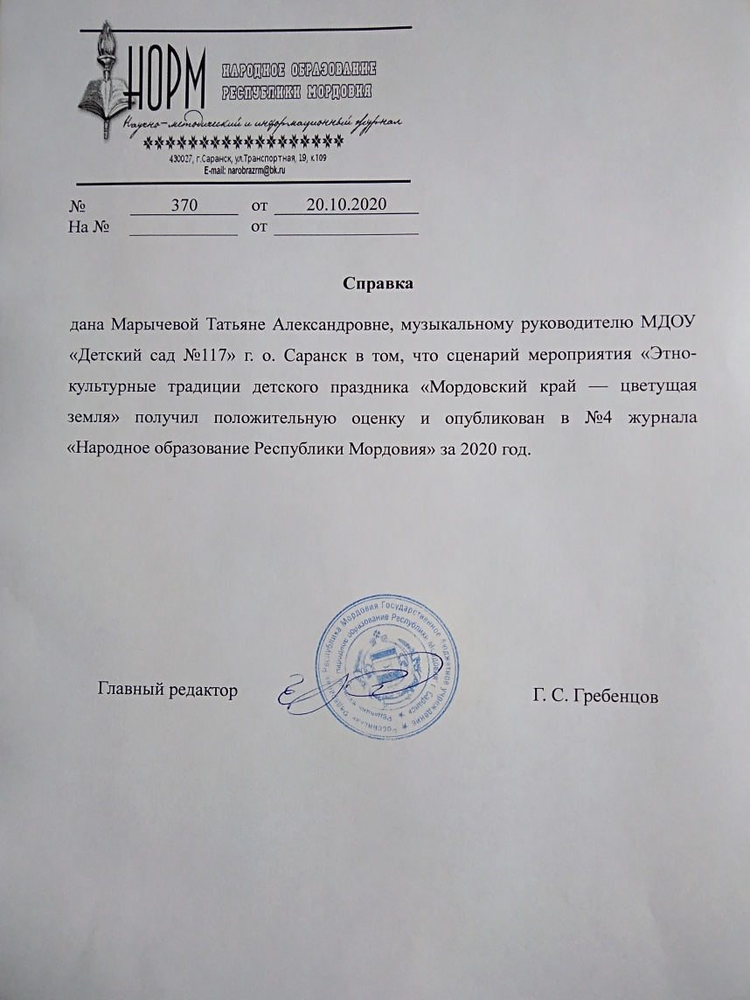 НОРМ
НАРОДНОЕ ОБРАЗОВАНИЕ
РЕСПУБЛИКИ МОРДОВИЯ
Научно-методический и информационный журнал
430027, г.Саранск, ул.Транспортная, 19, к109
E-mail: narobrazrm@bk.ru
№ 370 от 20.10.2020
На № от
Справка
дана Марычевой Татьяне Александровне, музыкальному руководителю МДОУ
«Детский сад №117» г. о. Саранск в том, что сценарий мероприятия «Этно-
культурные традиции детского праздника «Мордовский край — цветущая
земля» получил положительную оценку и опубликован в №4 журнала
«Народное образование Республики Мордовия» за 2020 год.
Республика Мордовия Государственное бюджетное учреждение
народное образование Республики Мордовия г. Саранск
Главный редактор
Г. С. Гребенцов